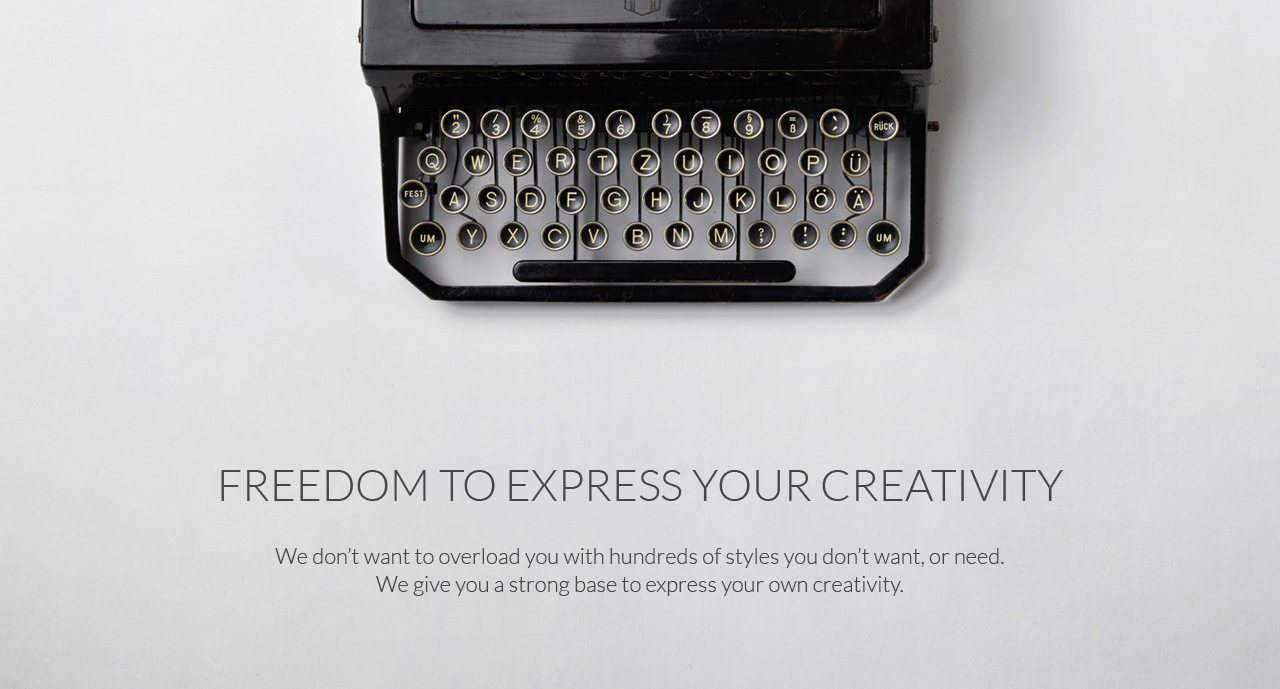 " / % & ( ) _ § =
2 3 4 5 6 7 8 9 ß RÜCK
Q W E R T Z U I O P Ü
FEST A S D F G H J K L Ö Ä
UM Y X C V B N M ? ! : UM
; . -
FREEDOM TO EXPRESS YOUR CREATIVITY
We don’t want to overload you with hundreds of styles you don’t want, or need.
We give you a strong base to express your own creativity.